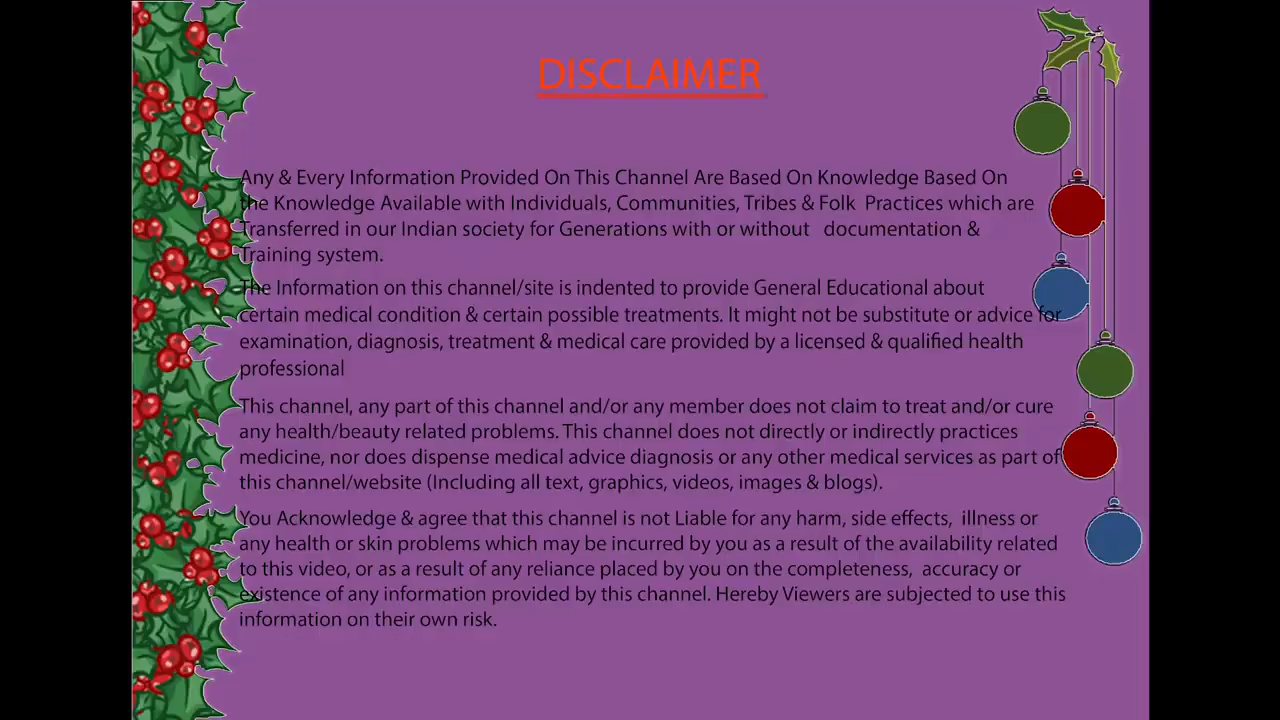 DISCLAIMER
Any & Every Information Provided On This Channel Are Based On Knowledge Based On
the Knowledge Available with Individuals, Communities, Tribes & Folk Practices which are
Transferred in our Indian society for Generations with or without documentation &
Training system.
The Information on this channel/site is indented to provide General Educational about
certain medical condition & certain possible treatments. It might not be substitute or advice for
examination, diagnosis, treatment & medical care provided by a licensed & qualified health
professional
This channel, any part of this channel and/or any member does not claim to treat and/or cure
any health/beauty related problems. This channel does not directly or indirectly practices
medicine, nor does dispense medical advice diagnosis or any other medical services as part of
this channel/website (Including all text, graphics, videos, images & blogs).
You Acknowledge & agree that this channel is not Liable for any harm, side effects, illness or
any health or skin problems which may be incurred by you as a result of the availability related
to this video, or as a result of any reliance placed by you on the completeness, accuracy or
existence of any information provided by this channel. Hereby Viewers are subjected to use this
information on their own risk.